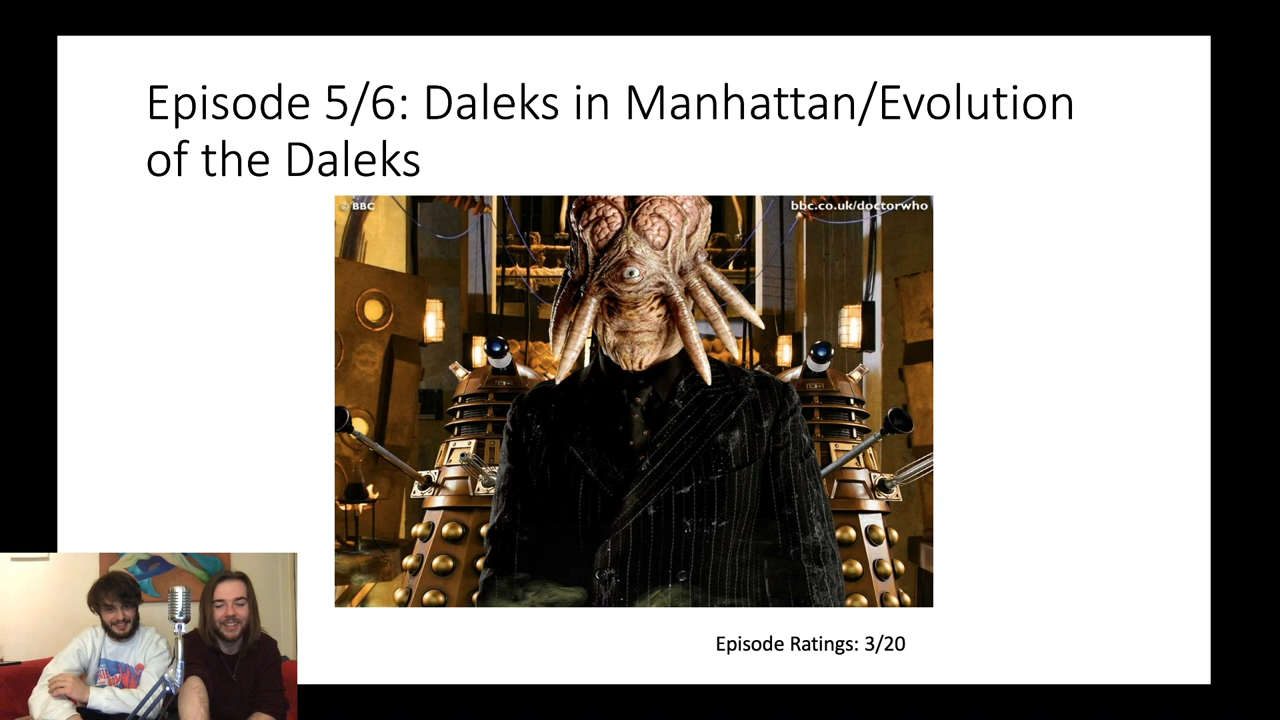 Episode 5/6: Daleks in Manhattan/Evolution
of the Daleks
© BBC
bbc.co.uk/doctorwho
Episode Ratings: 3/20